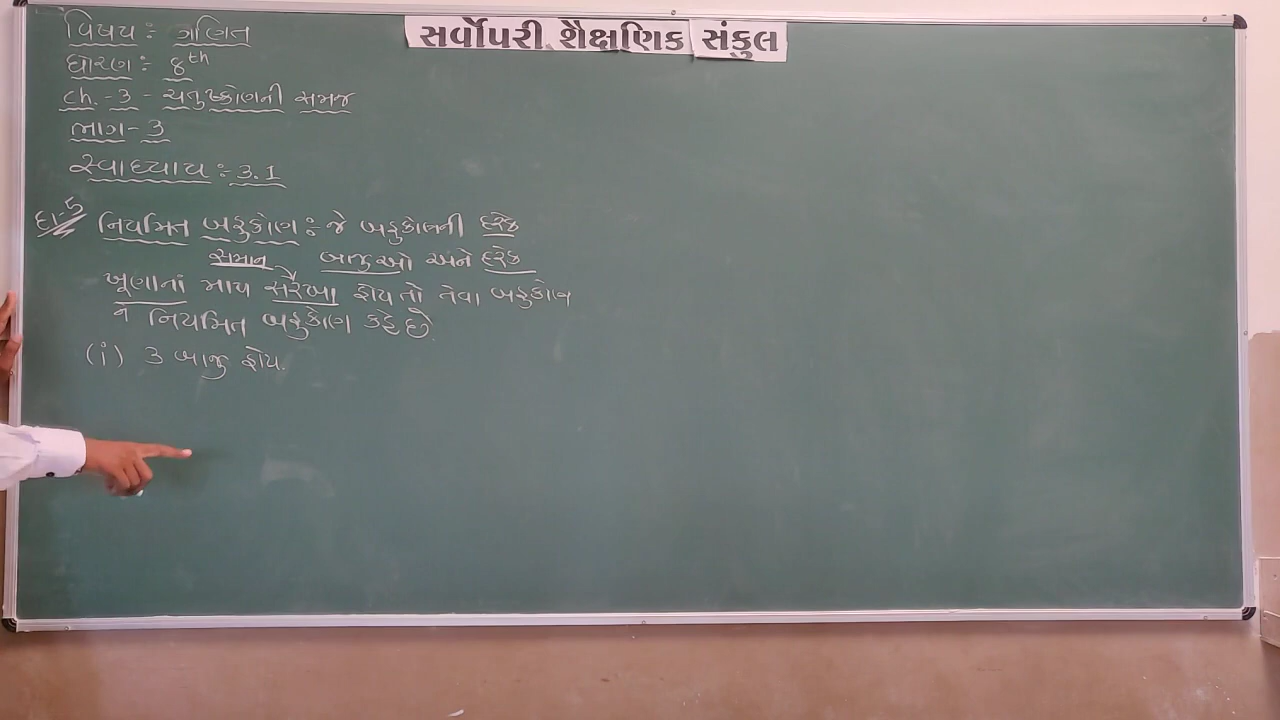 સર્વોપરી શૈક્ષણિક સંકુલ
વિષય : ગણિત
ધોરણ : 8th
ch. - 3 - ચતુષ્કોણની સમજ
ભાગ - 3
સ્વાધ્યાય : 3.1
દા-5 નિયમિત બહુકોણ : જે બહુકોણની દરેક
સમાન બાજુઓ અને દરેક
ખૂણાનાં માપ સરખા હોય તો તેવા બહુકોણ
ને નિયમિત બહુકોણ કહે છે.
(i) 3 બાજુ હોય.